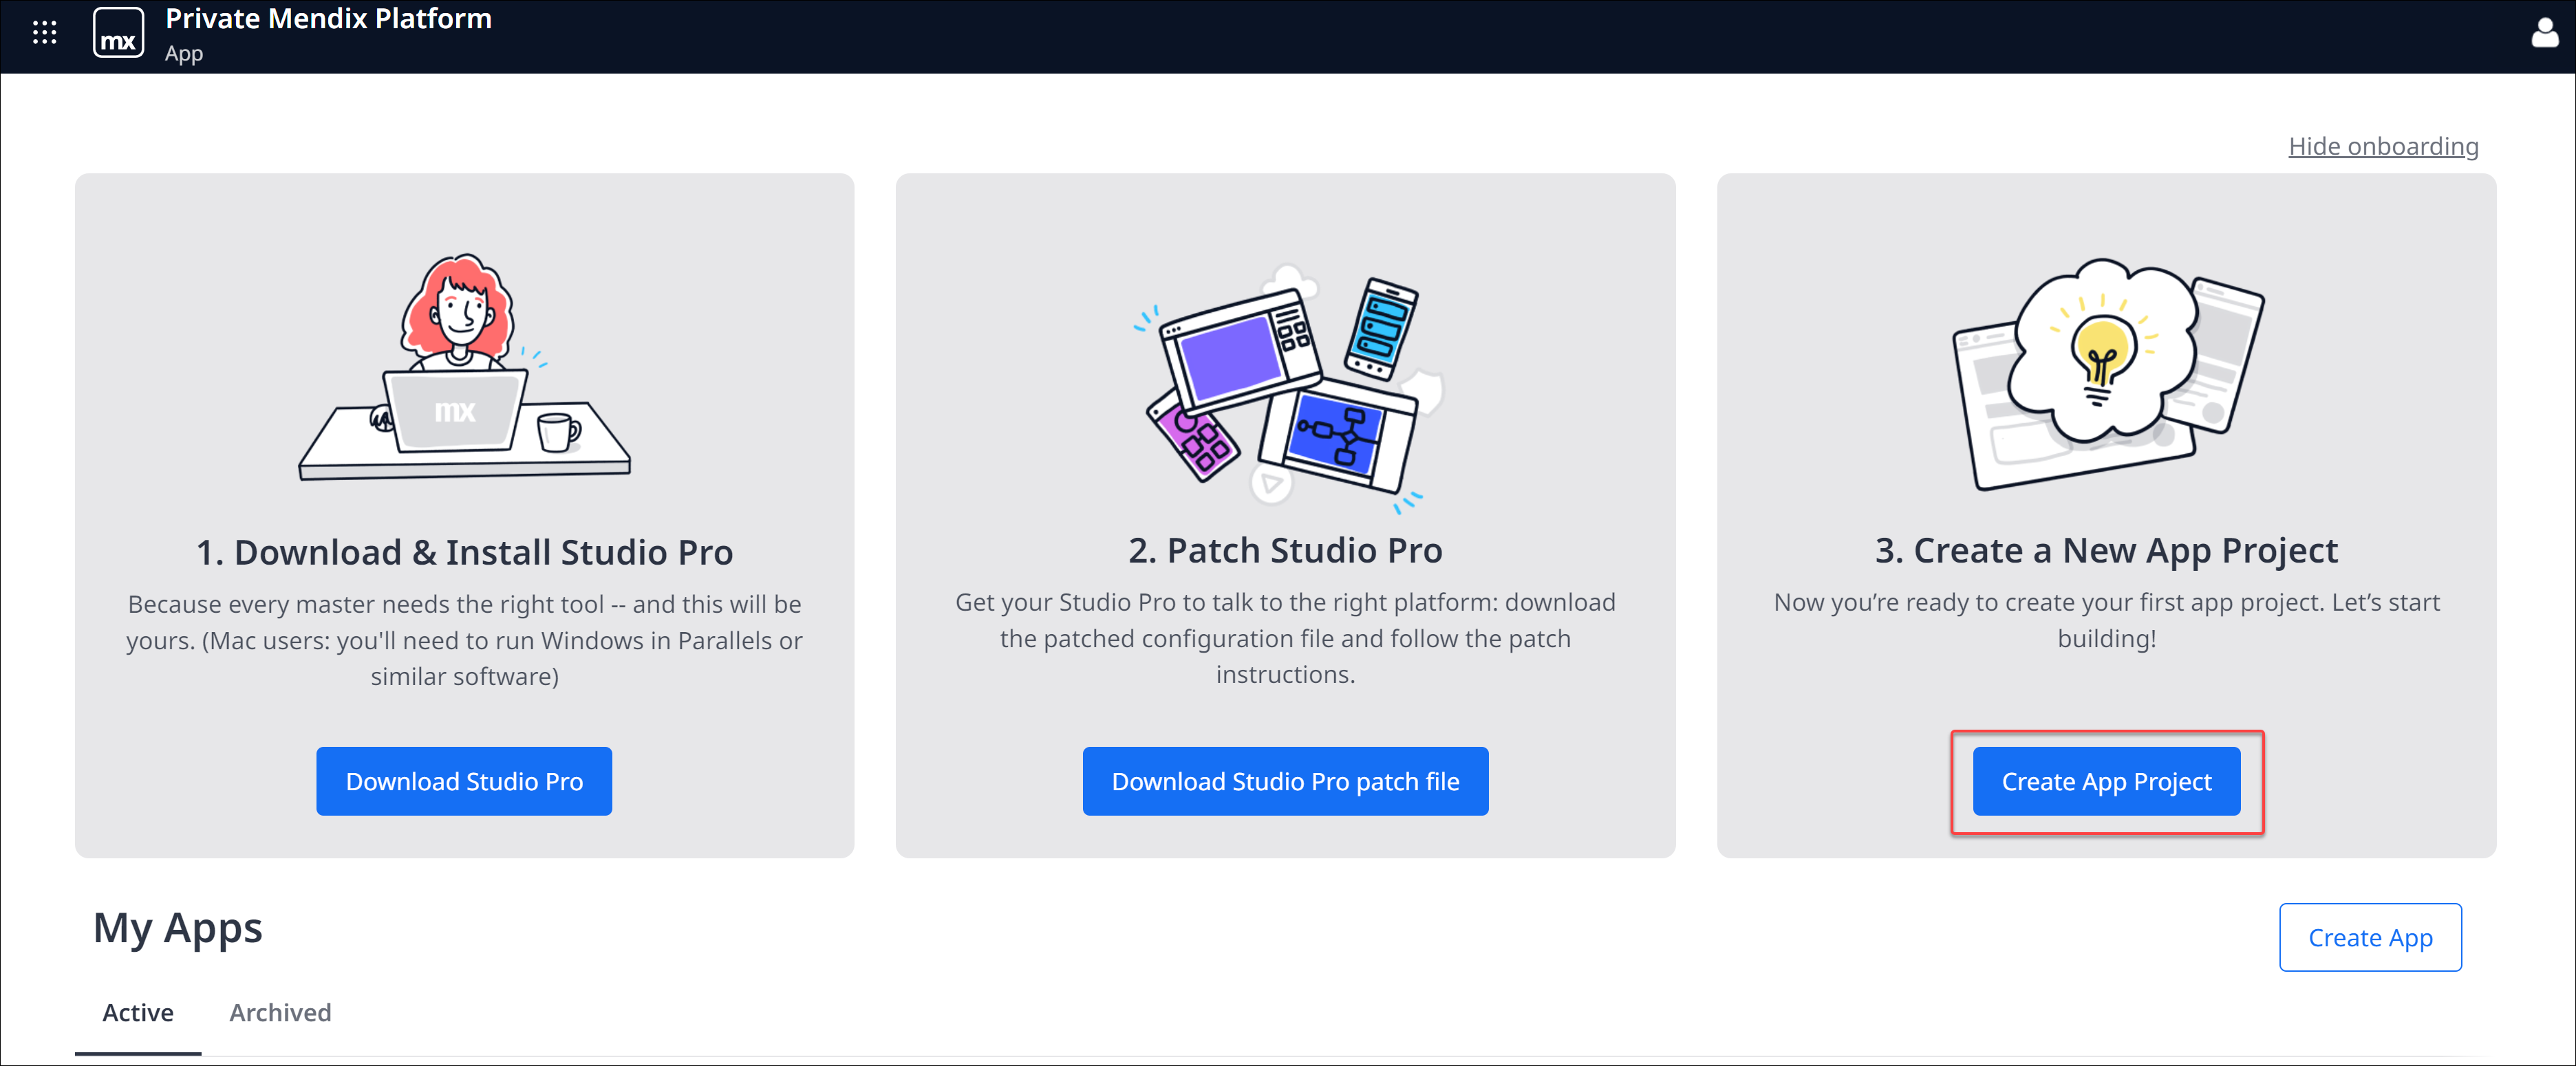 mx
Private Mendix Platform
App
Hide onboarding
mx
1. Download & Install Studio Pro
Because every master needs the right tool -- and this will be
yours. (Mac users: you'll need to run Windows in Parallels or
similar software)
Download Studio Pro
2. Patch Studio Pro
Get your Studio Pro to talk to the right platform: download
the patched configuration file and follow the patch
instructions.
Download Studio Pro patch file
3. Create a New App Project
Now you’re ready to create your first app project. Let’s start
building!
Create App Project
My Apps
Create App
Active
Archived